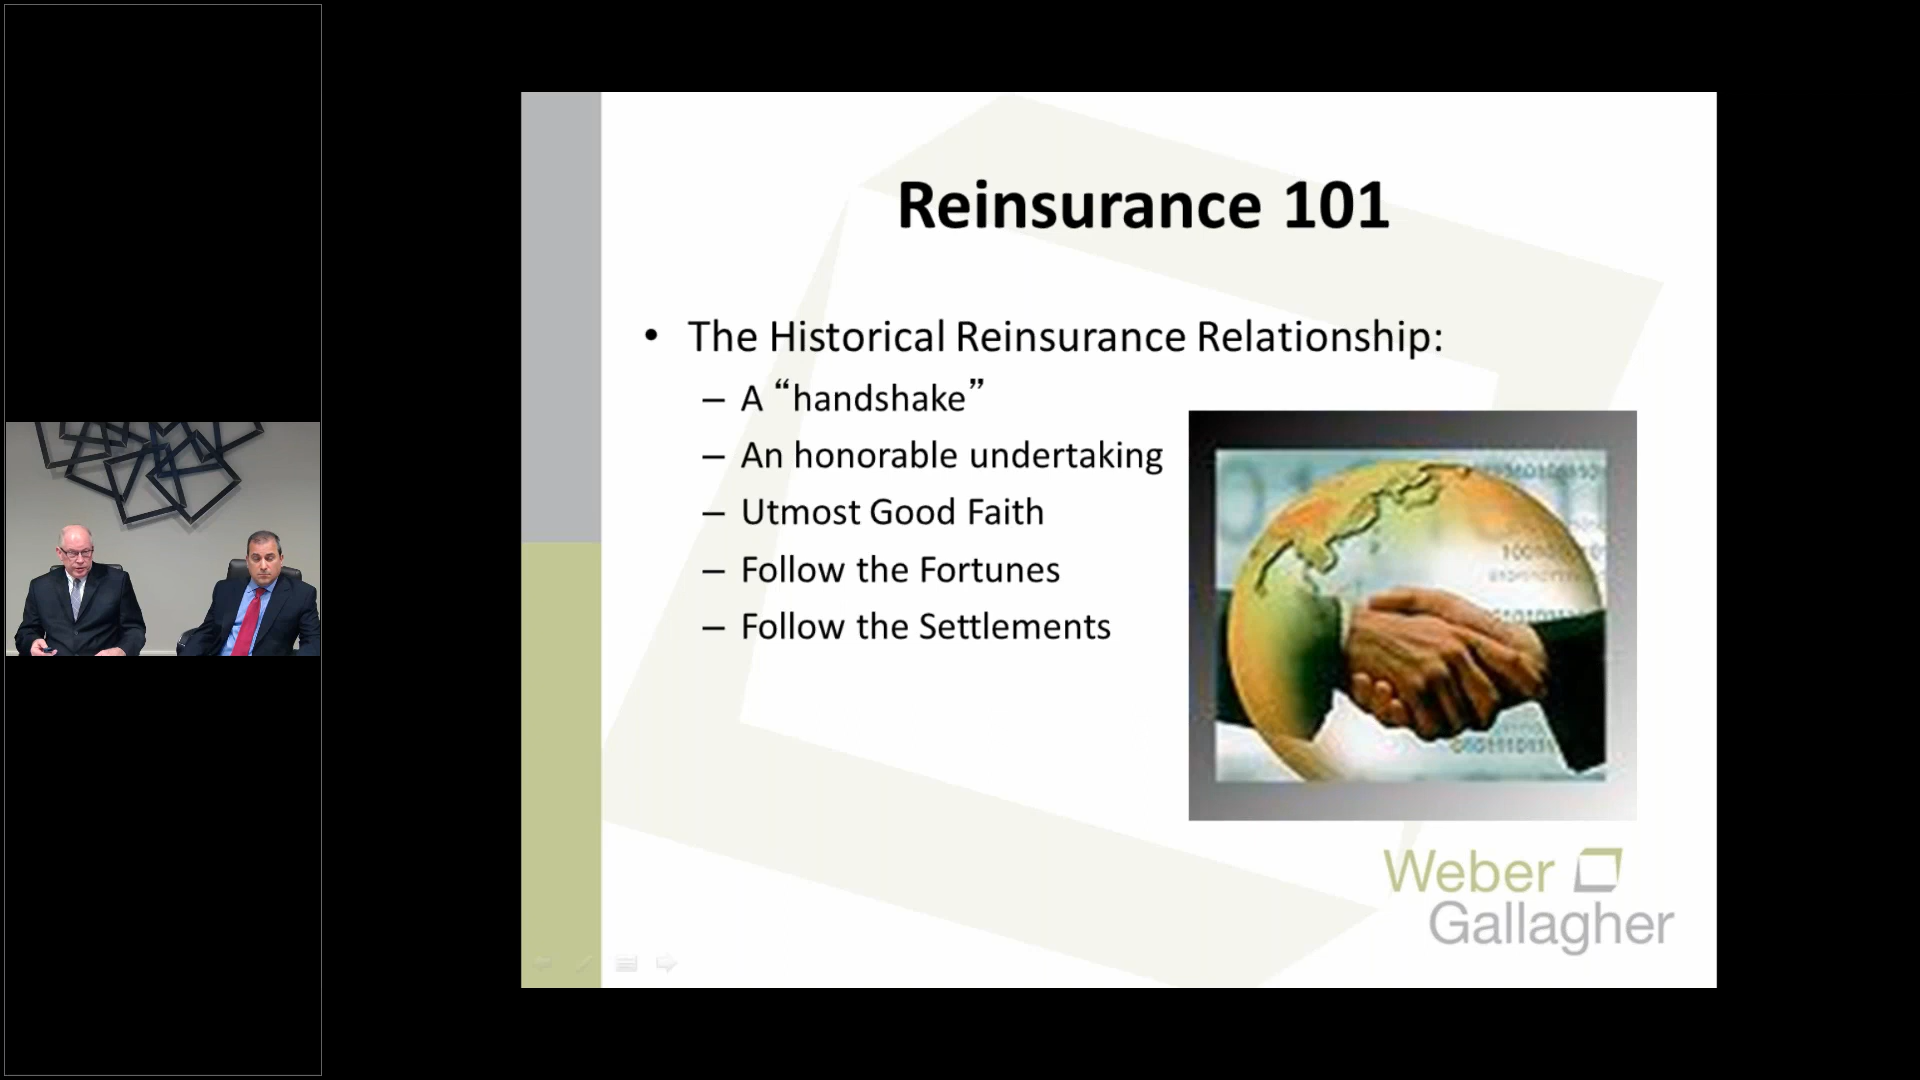 Reinsurance 101
• The Historical Reinsurance Relationship:
– A “handshake”
– An honorable undertaking
– Utmost Good Faith
– Follow the Fortunes
– Follow the Settlements
Weber
Gallagher